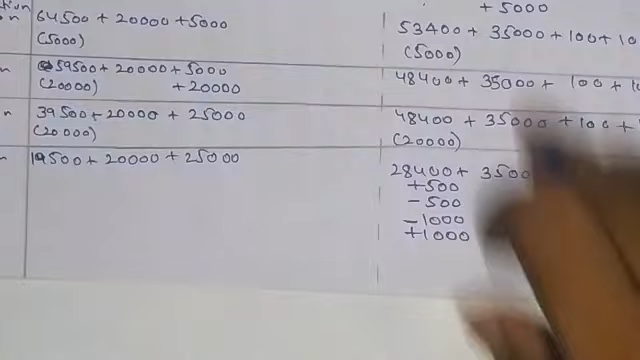 tion
64500 + 20000 + 5000
(5000)
59500 + 20000 + 5000
(20000) + 20000
39500 + 20000 + 25000
(20000)
19500 + 20000 + 25000
+ 5000
53400 + 35000 + 100 + 10
(5000)
48400 + 35000 + 100 +
48400 + 35000 + 100 +
(20000)
28400 + 3500
+500
-500
-1000
+1000